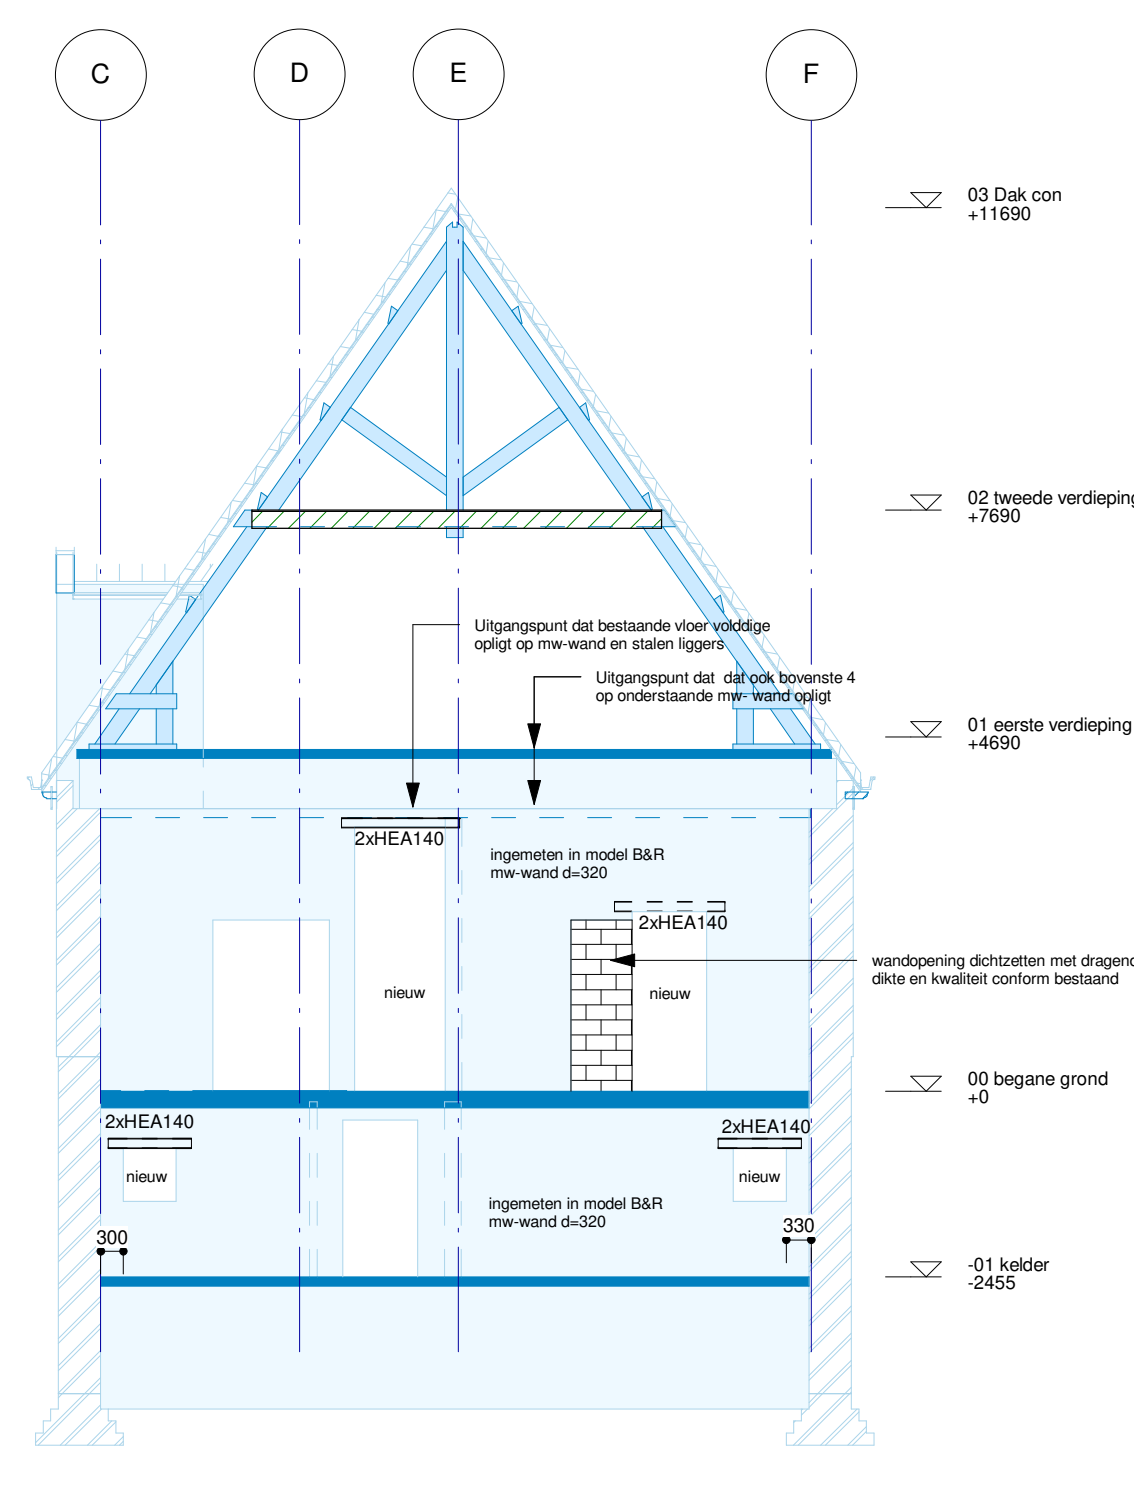 C
D
E
F
03 Dak con
+11690
02 tweede verdieping
+7690
Uitgangspunt dat bestaande vloer volddige
opligt op mw-wand en stalen liggers
Uitgangspunt dat  dat ook bovenste 4
op onderstaande mw- wand opligt
01 eerste verdieping
+4690
2xHEA140
ingemeten in model B&R
mw-wand d=320
2xHEA140
wandopening dichtzetten met dragend
dikte en kwaliteit conform bestaand
nieuw
nieuw
00 begane grond
+0
2xHEA140
2xHEA140
nieuw
nieuw
ingemeten in model B&R
mw-wand d=320
300
330
-01 kelder
-2455